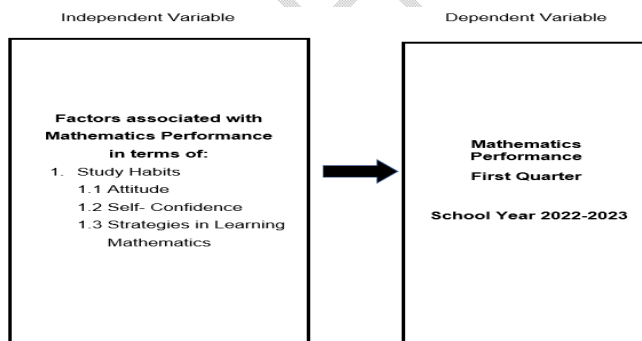 Independent Variable
Dependent Variable
Factors associated with
Mathematics Performance
in terms of:
1. Study Habits
1.1 Attitude
1.2 Self- Confidence
1.3 Strategies in Learning
Mathematics
Mathematics
Performance
First Quarter
School Year 2022-2023